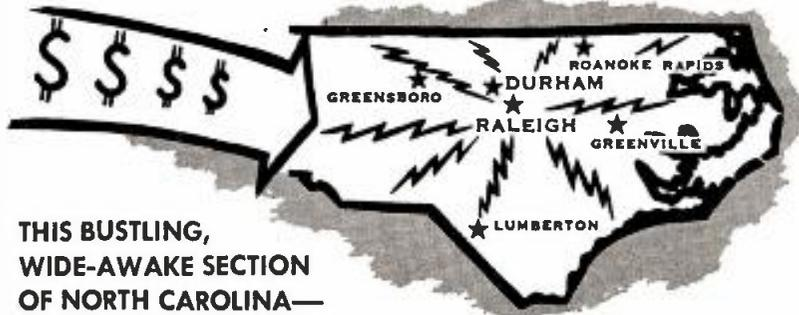 $ $ $ $
ROANOKE RAPIDS
DURHAM
GREENSBORO
RALEIGH
GREENVILLE
LUMBERTON
THIS BUSTLING,
WIDE-AWAKE SECTION
OF NORTH CAROLINA—